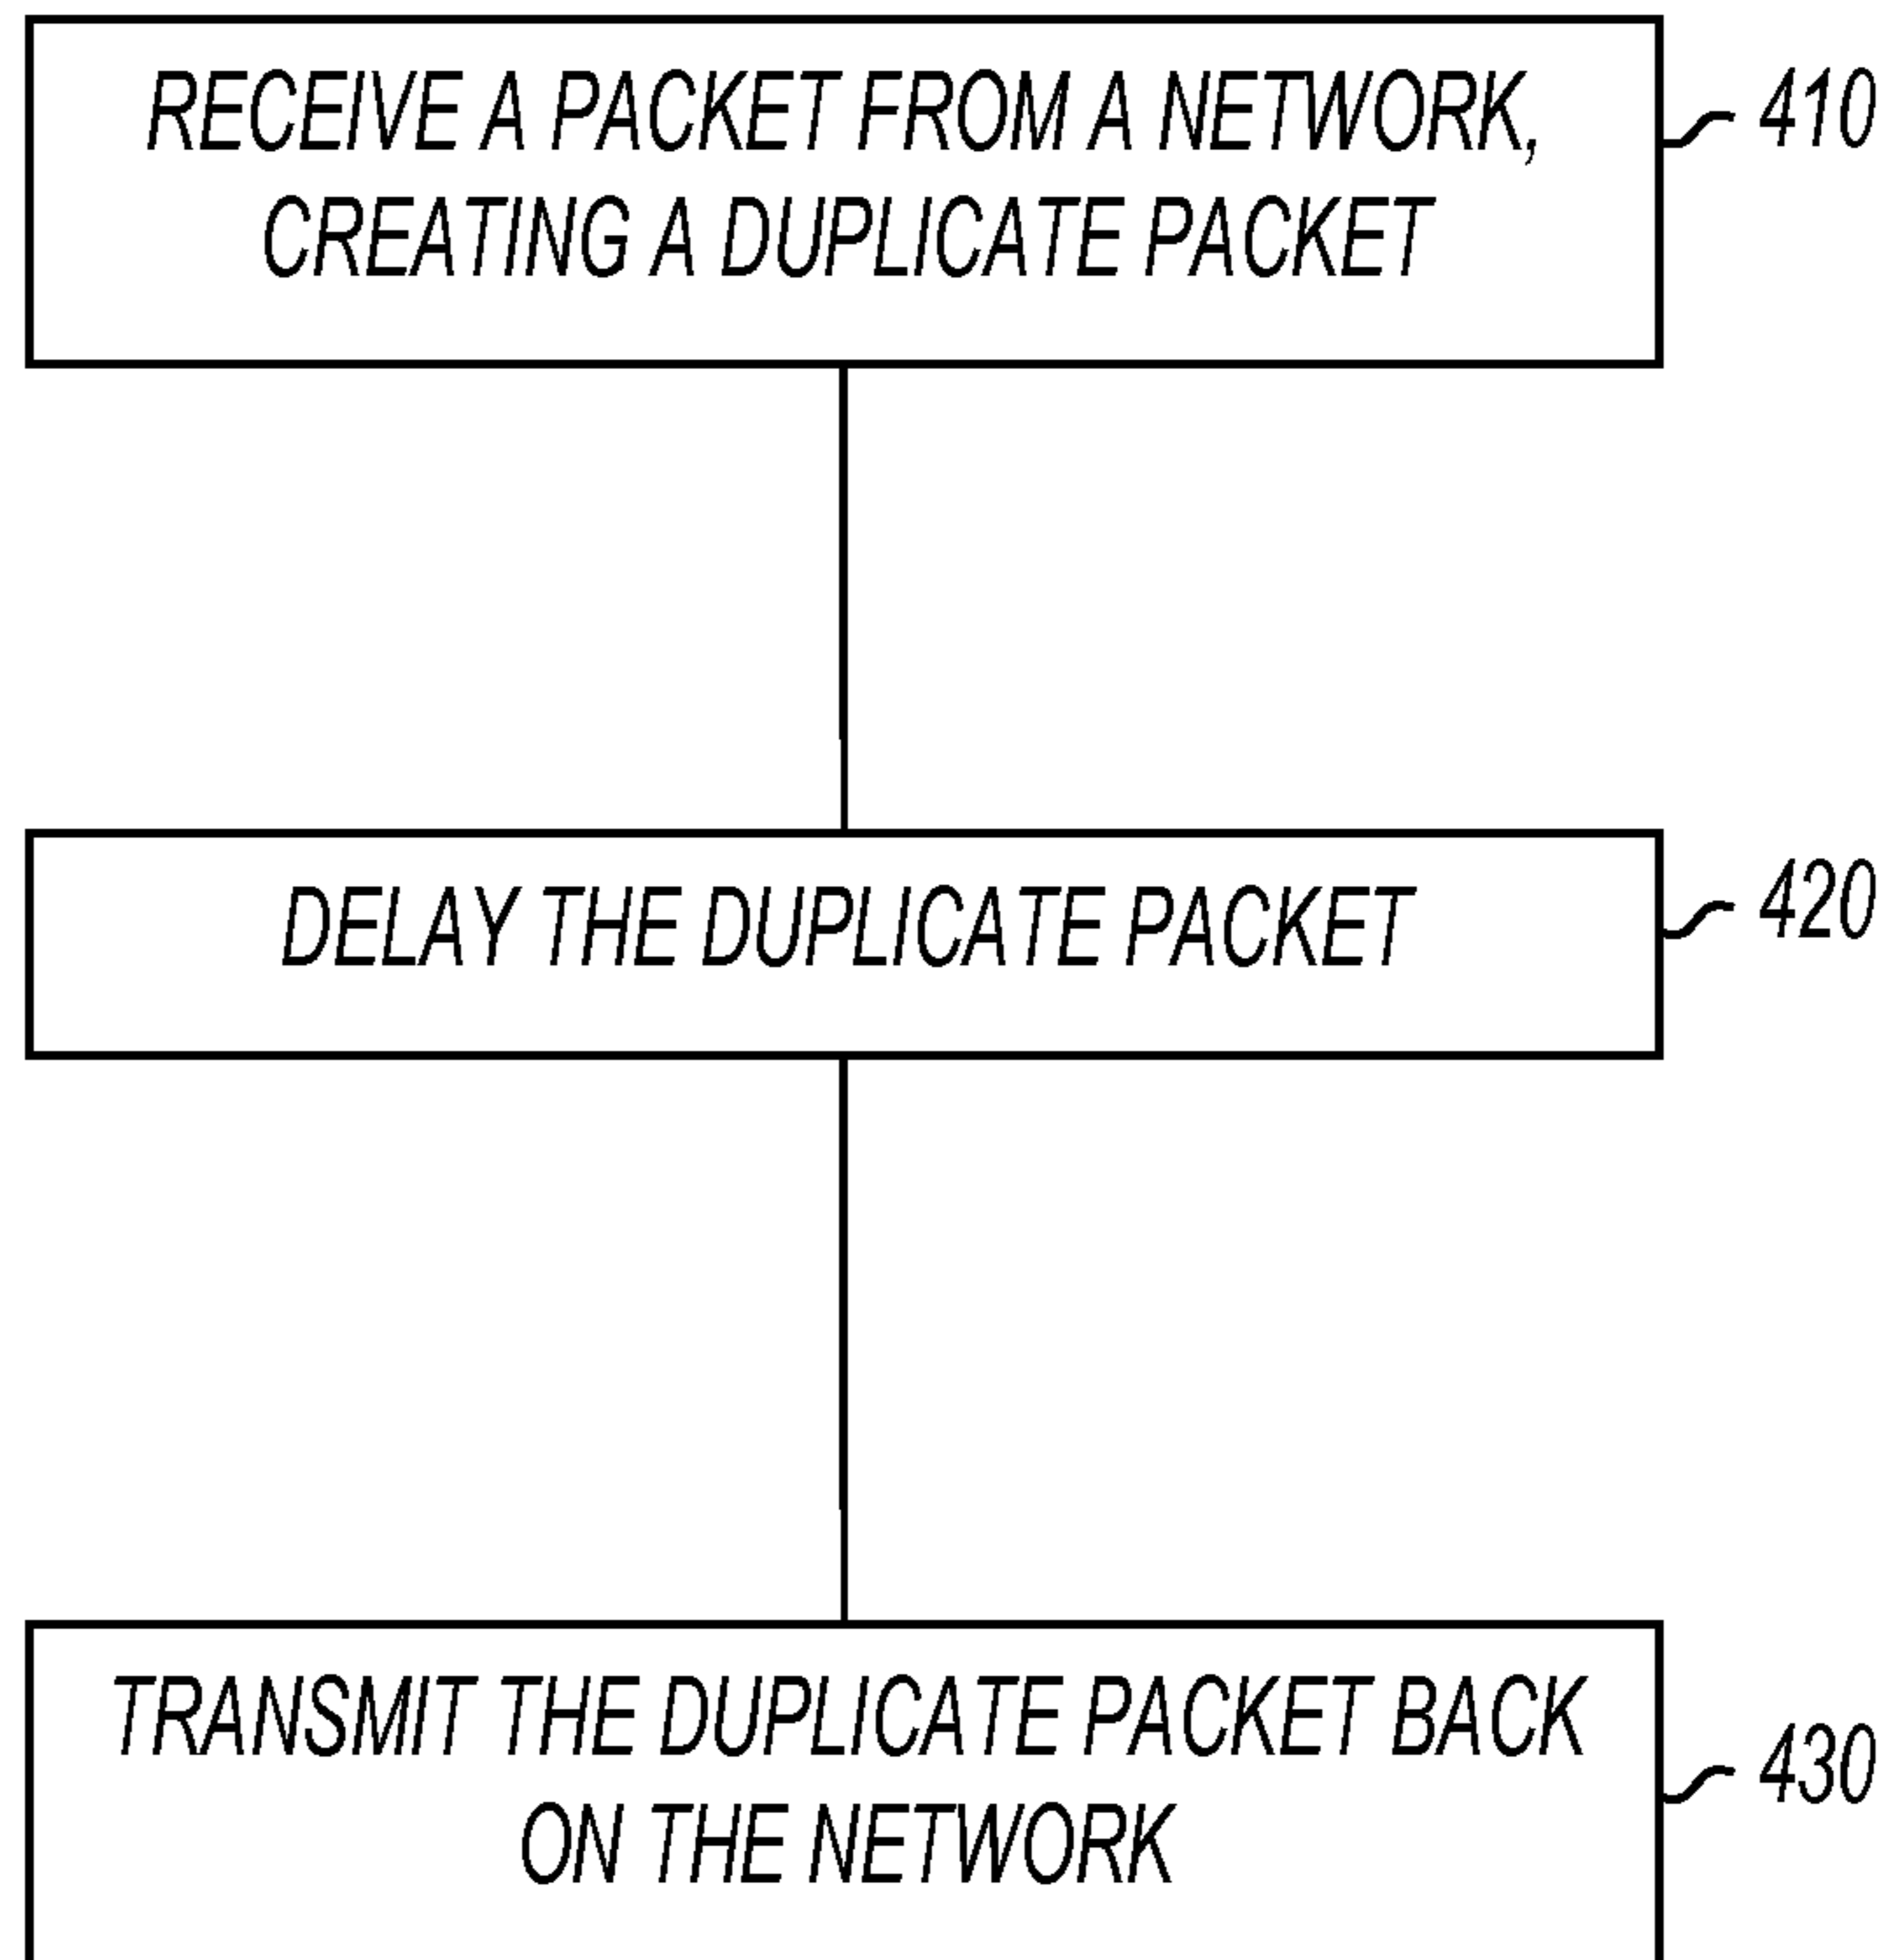 RECEIVE A PACKET FROM A NETWORK,
CREATING A DUPLICATE PACKET
410
DELAY THE DUPLICATE PACKET
420
TRANSMIT THE DUPLICATE PACKET BACK
ON THE NETWORK
430